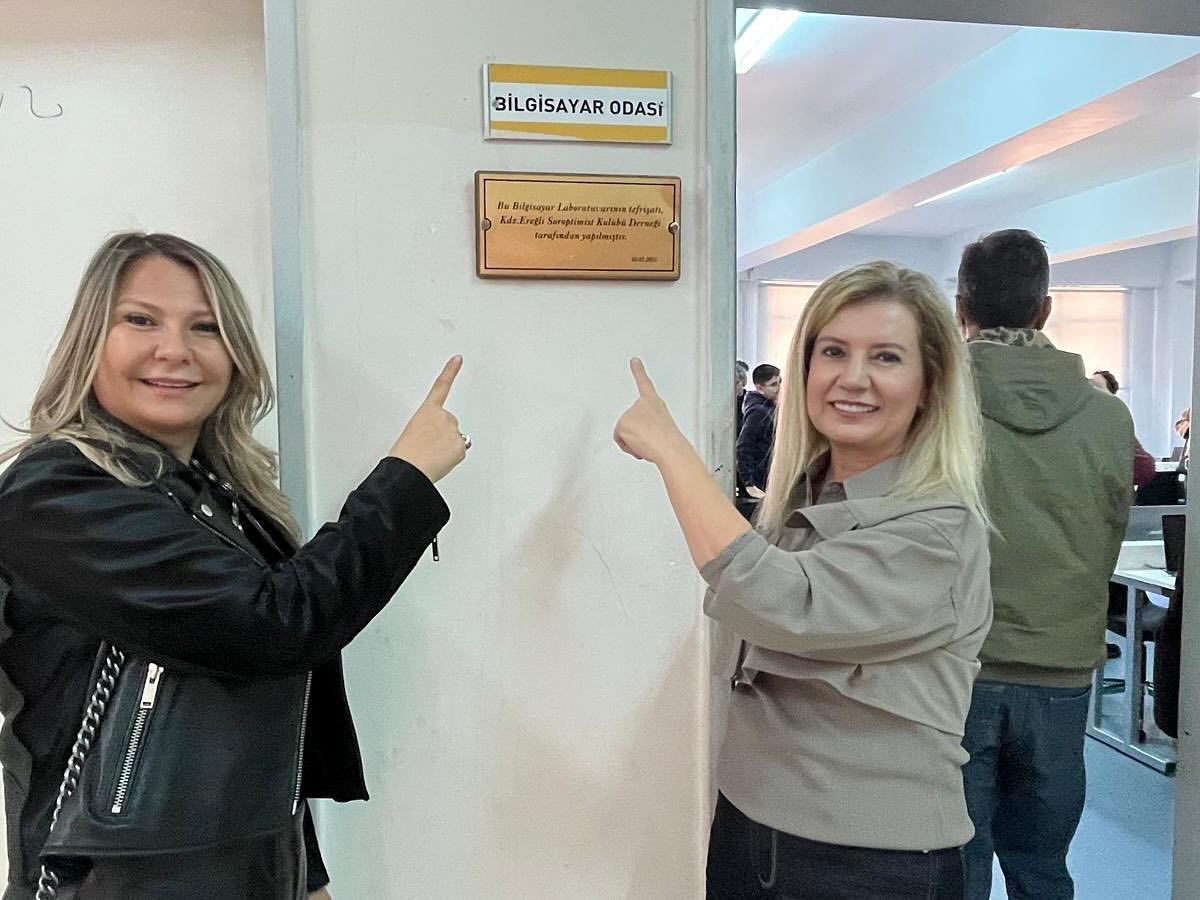 BİLGİSAYAR ODASI
Bu Bilgisayar Laboratuvarının tefrişatı,
Kdz.Ereğli Soroptimist Kulübü Derneği
tarafından yapılmıştır.